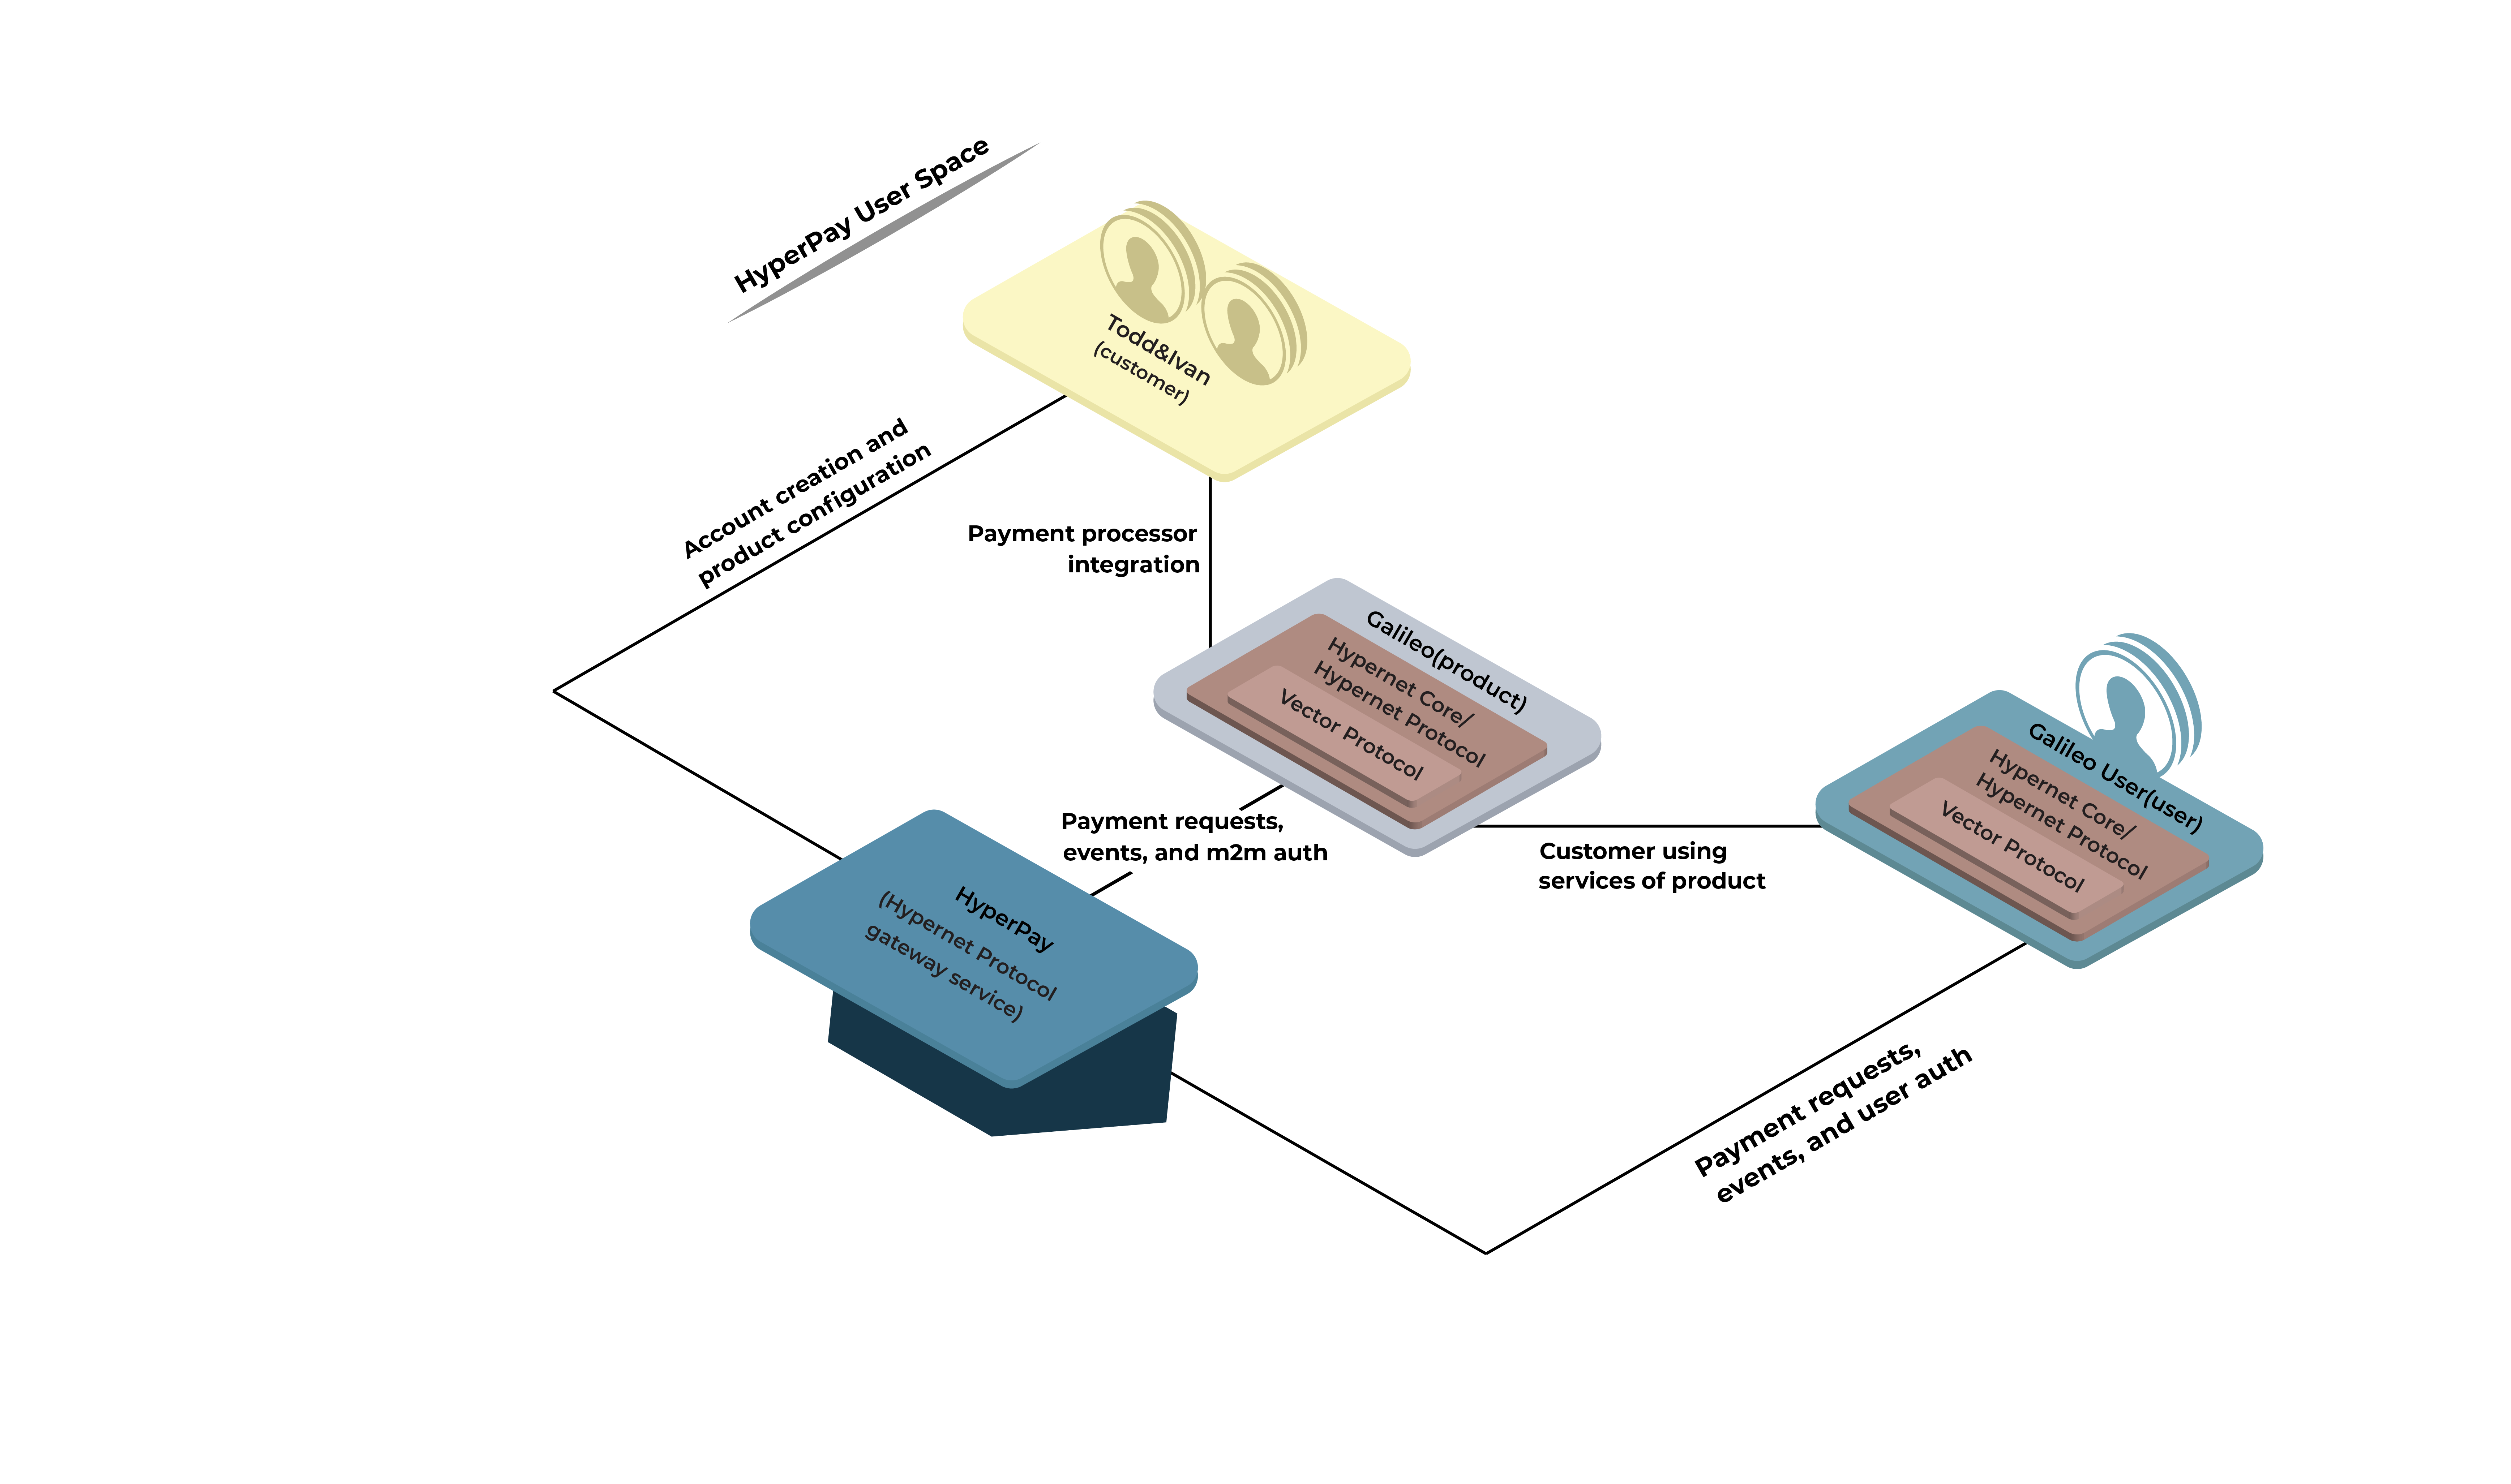 HyperPay User Space
Todd&Ivan
(customer)
Account creation and
product configuration
Payment processor
integration
Galileo(product)
Hypernet Core/
Hypernet Protocol
Vector Protocol
Galileo User(user)
Hypernet Core/
Hypernet Protocol
Vector Protocol
Payment requests,
events, and m2m auth
Customer using
services of product
HyperPay
(Hypernet Protocol
gateway service)
Payment requests,
events, and user auth